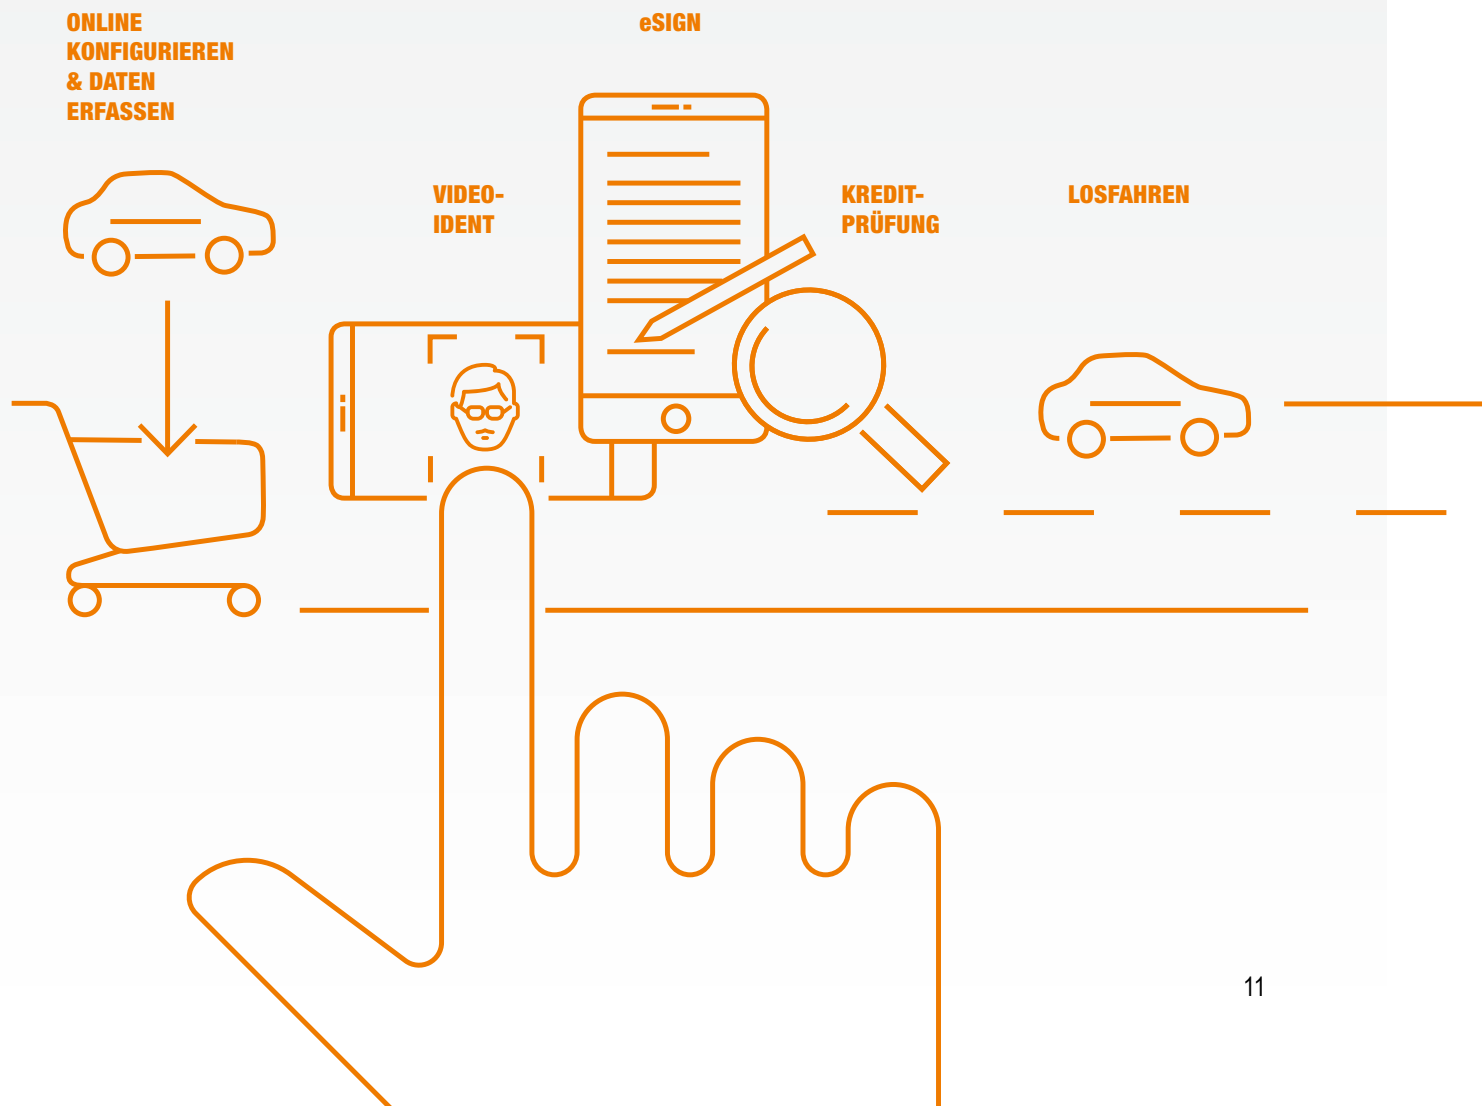 ONLINE
KONFIGURIEREN
& DATEN
ERFASSEN
VIDEO-
IDENT
eSIGN
KREDIT-
PRÜFUNG
LOSFAHREN
11